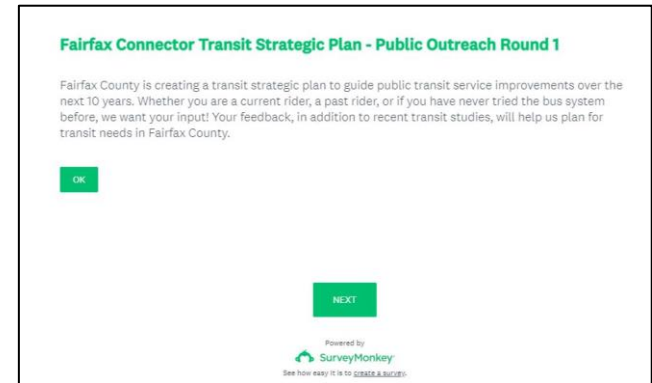 Fairfax Connector Transit Strategic Plan - Public Outreach Round 1
Fairfax County is creating a transit strategic plan to guide public transit service improvements over the
next 10 years. Whether you are a current rider, a past rider, or if you have never tried the bus system
before, we want your input! Your feedback, in addition to recent transit studies, will help us plan for
transit needs in Fairfax County.
OK
NEXT
Powered by
SurveyMonkey
See how easy it is to create a survey.